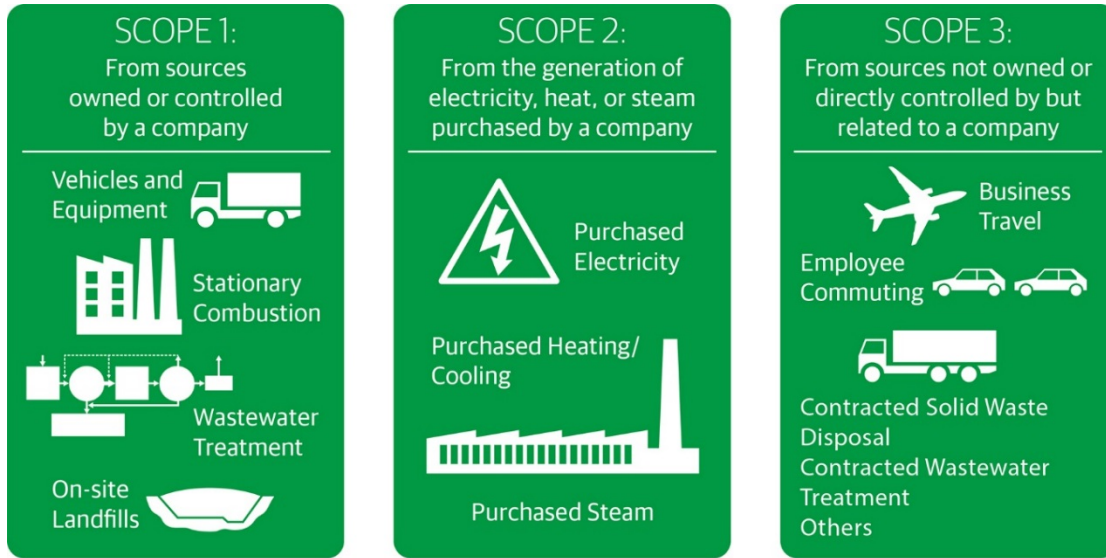 SCOPE 1:
From sources
owned or controlled
by a company
Vehicles and
Equipment
Stationary
Combustion
Wastewater
Treatment
On-site
Landfills
SCOPE 2:
From the generation of
electricity, heat, or steam
purchased by a company
Purchased
Electricity
Purchased Heating/
Cooling
Purchased Steam
SCOPE 3:
From sources not owned or
directly controlled by but
related to a company
Business
Travel
Employee
Commuting
Contracted Solid Waste
Disposal
Contracted Wastewater
Treatment
Others